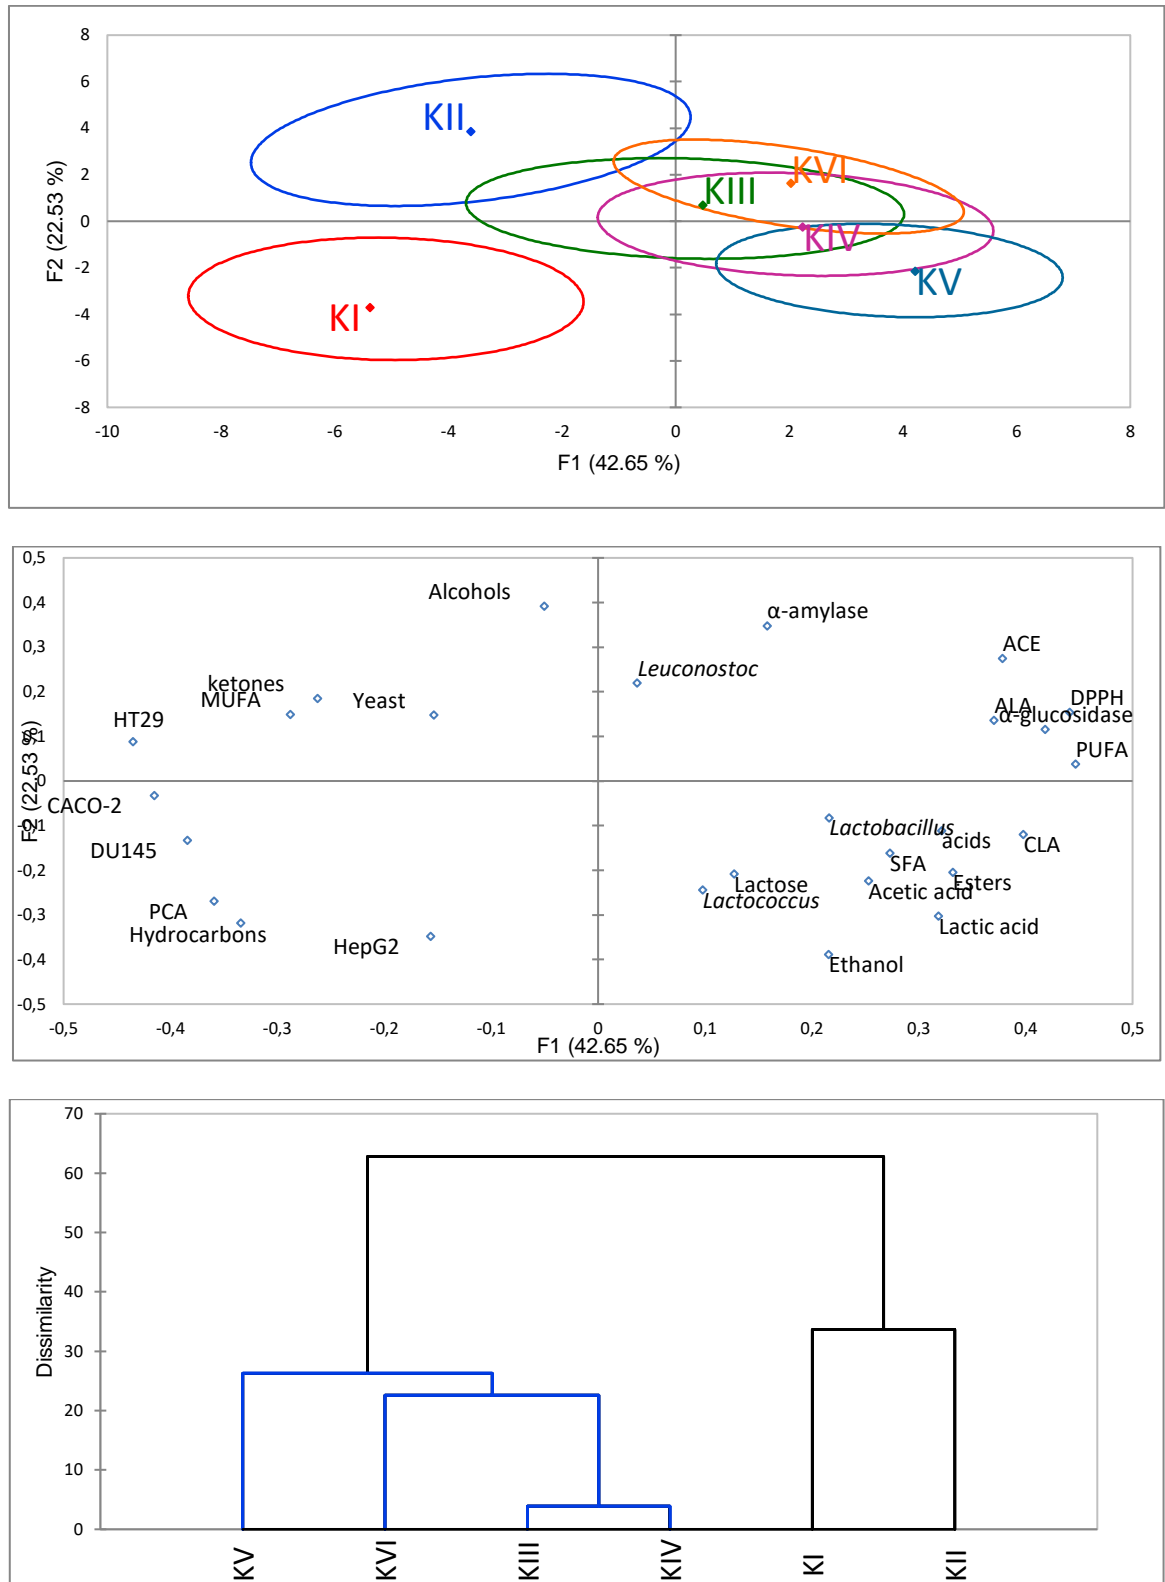 8
6
4
2
0
-2
-4
-6
-8
F2 (22.53 %)
KII
KVI
KIII
KIV
KV
KI
-10 -8 -6 -4 -2 0 2 4 6 8
F1 (42.65 %)
0,5
0,4
0,3
0,2
0,1
0
-0,1
-0,2
-0,3
-0,4
-0,5
F2 (22.53 %)
Alcohols
α-amylase
ACE
Leuconostoc
ketones
MUFA
Yeast
DPPH
ALA
α-glucosidase
HT29
PUFA
CACO-2
Lactobacillus
acids
CLA
DU145
SFA
Esters
Lactose
Acetic acid
Lactococcus
PCA
Lactic acid
Hydrocarbons
HepG2
Ethanol
-0,5 -0,4 -0,3 -0,2 -0,1 0 0,1 0,2 0,3 0,4 0,5
F1 (42.65 %)
70
60
50
40
30
20
10
0
Dissimilarity
KV KVI KIII KIV KI KII